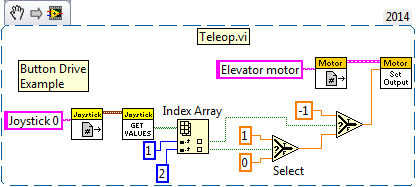 2014
Teleop.vi
Button Drive
Example
Elevator motor
Motor
#
Motor
Set
Output
Joystick 0
Joystick
#
Joystick
GET
VALUES
Index Array
1
2
-1
1
0
?
?
Select